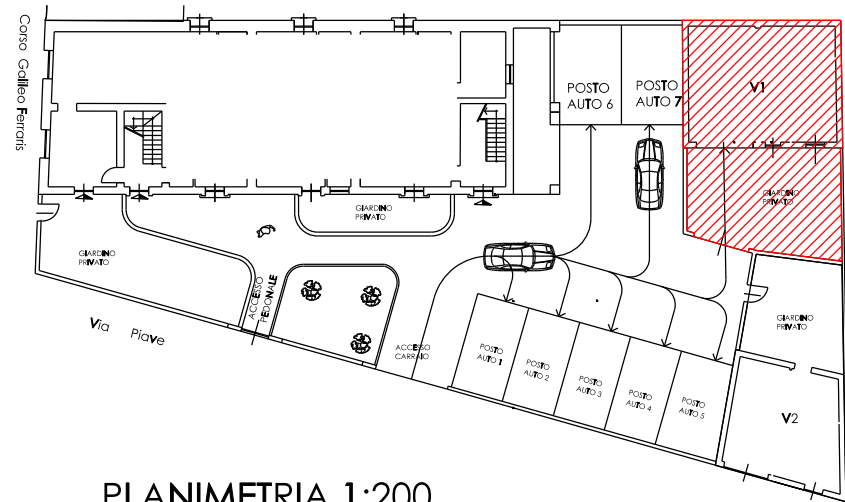 Corso Galileo Ferraris
POSTO
AUTO 6
POSTO
AUTO 7
V1
GIARDINO
PRIVATO
GIARDINO
PRIVATO
GIARDINO
PRIVATO
ACCESSO
PEDONALE
GIARDINO
PRIVATO
Via Piave
ACCESSO
CARRAIO
POSTO
AUTO 1
POSTO
AUTO 2
POSTO
AUTO 3
POSTO
AUTO 4
POSTO
AUTO 5
V2
PLANIMETRIA 1:200